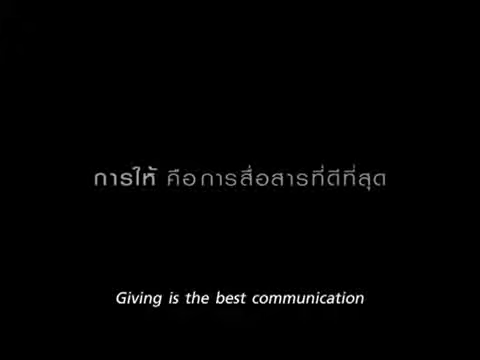 การให้ คือการสื่อสารที่ดีที่สุด
Giving is the best communication